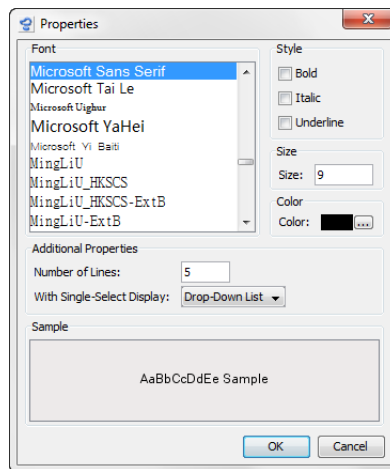 Properties
Font
Microsoft Sans Serif
Microsoft Tai Le
Microsoft Uighur
Microsoft YaHei
Microsoft Yi Baiti
MingLiU
MingLiU_HKSCS
MingLiU_HKSCS-ExtB
MingLiU-ExtB
Style
Bold
Italic
Underline
Size
Size: 9
Color
Color: ...
Additional Properties
Number of Lines: 5
With Single-Select Display: Drop-Down List
Sample
AaBbCcDdEe Sample
OK Cancel